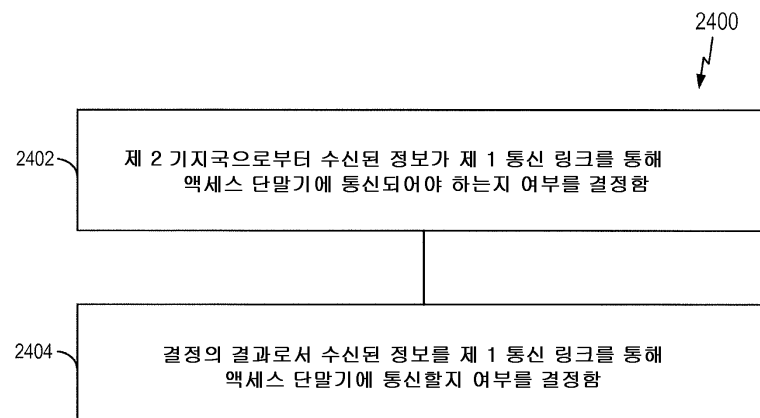 2400
2402
제 2 기지국으로부터 수신된 정보가 제 1 통신 링크를 통해
액세스 단말기에 통신되어야 하는지 여부를 결정함
2404
결정의 결과로서 수신된 정보를 제 1 통신 링크를 통해
액세스 단말기에 통신할지 여부를 결정함